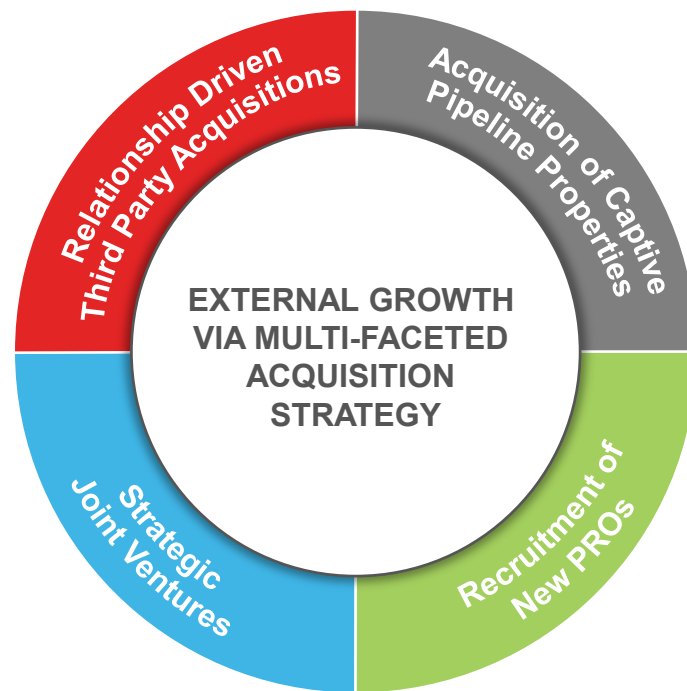 Relationship Driven
Third Party Acquisitions
Acquisition of Captive
Pipeline Properties
EXTERNAL GROWTH
VIA MULTI-FACETED
ACQUISITION
STRATEGY
Strategic
Joint Ventures
Recruitment of
New PROs